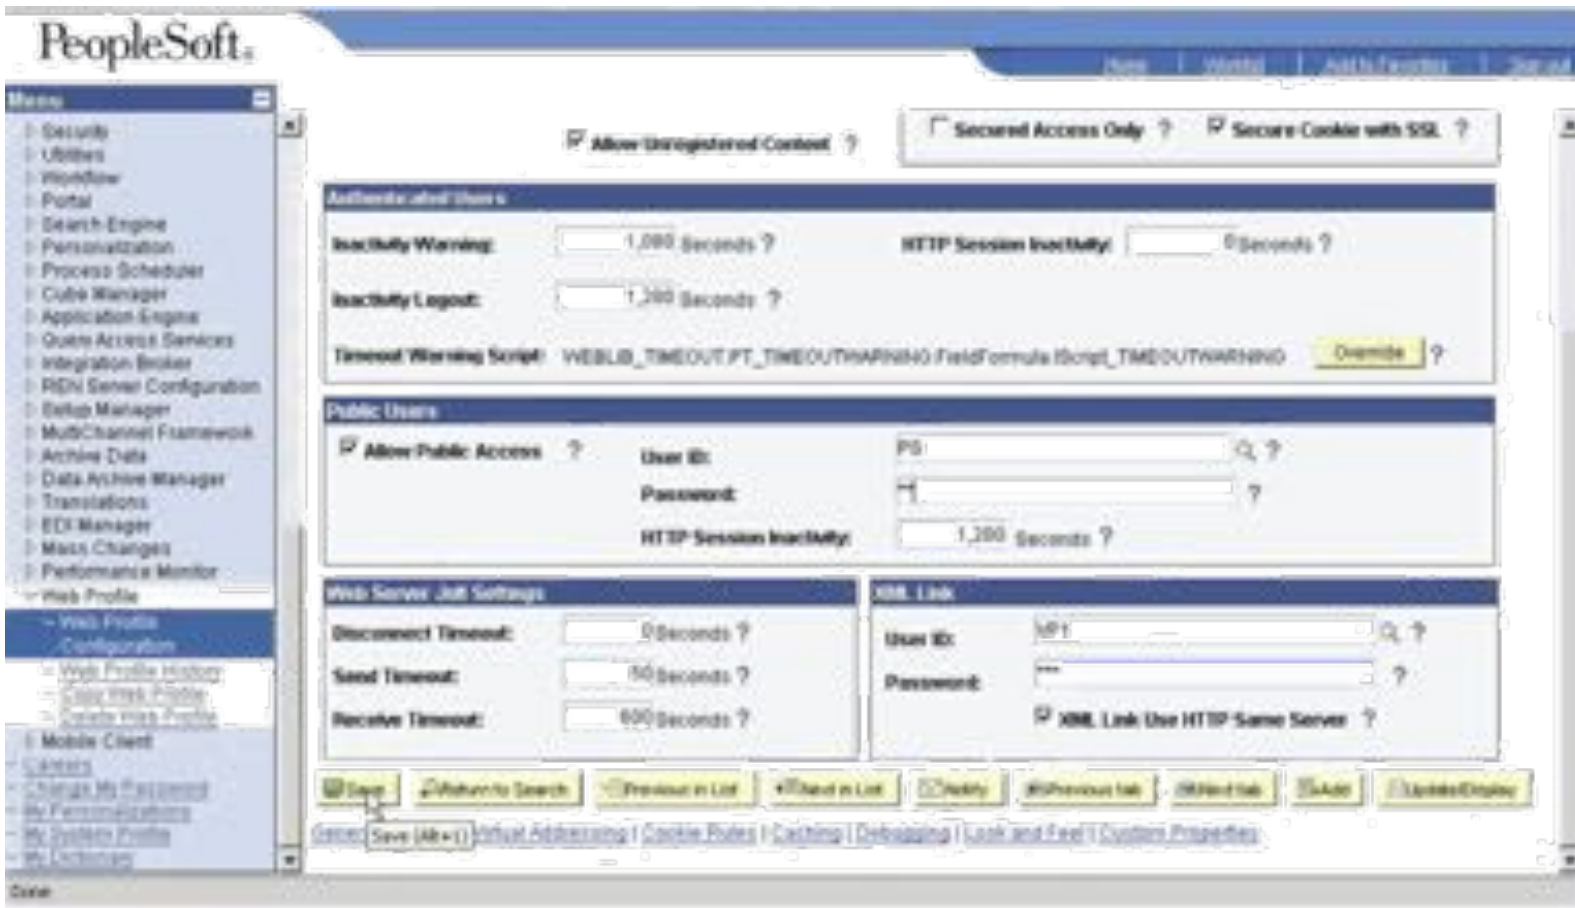 PeopleSoft.
Home Worklist Add to Favorites Sign out
Menu
Security
Utilities
Workflow
Portal
Search Engine
Personalization
Process Scheduler
Cube Manager
Application Engine
Query Access Services
Integration Broker
REN Server Configuration
Setup Manager
MultiChannel Framework
Archive Data
Data Archive Manager
Translations
EDI Manager
Mass Changes
Performance Monitor
Web Profile
– Web Profile
Configuration
– Web Profile History
– Copy Web Profile
– Delete Web Profile
Mobile Client
– Careers
– Change My Password
– My Personalizations
– My System Profile
– My Dictionary
Done
Allow Unregistered Content ?
Secured Access Only ? Secure Cookie with SSL ?
Authenticated Users
Inactivity Warning: 1,080 Seconds ? HTTP Session Inactivity: 0 Seconds ?
Inactivity Logout: 1,200 Seconds ?
Timeout Warning Script: WEBLIB_TIMEOUT.PT_TIMEOUTWARNING.FieldFormula.IScript_TIMEOUTWARNING Override ?
Public Users
Allow Public Access ? User ID: PS ?
Password: ** ?
HTTP Session Inactivity: 1,200 Seconds ?
Web Server Jolt Settings
Disconnect Timeout: 0 Seconds ?
Send Timeout: 50 Seconds ?
Receive Timeout: 600 Seconds ?
XML Link
User ID: VP1 ?
Password: *** ?
XML Link Use HTTP Same Server ?
Save Return to Search Previous in List Next in List Notify Previous tab Next tab Add Update/Display
Save (Alt+1)
Virtual Addressing | Cookie Rules | Caching | Debugging | Look and Feel | Custom Properties